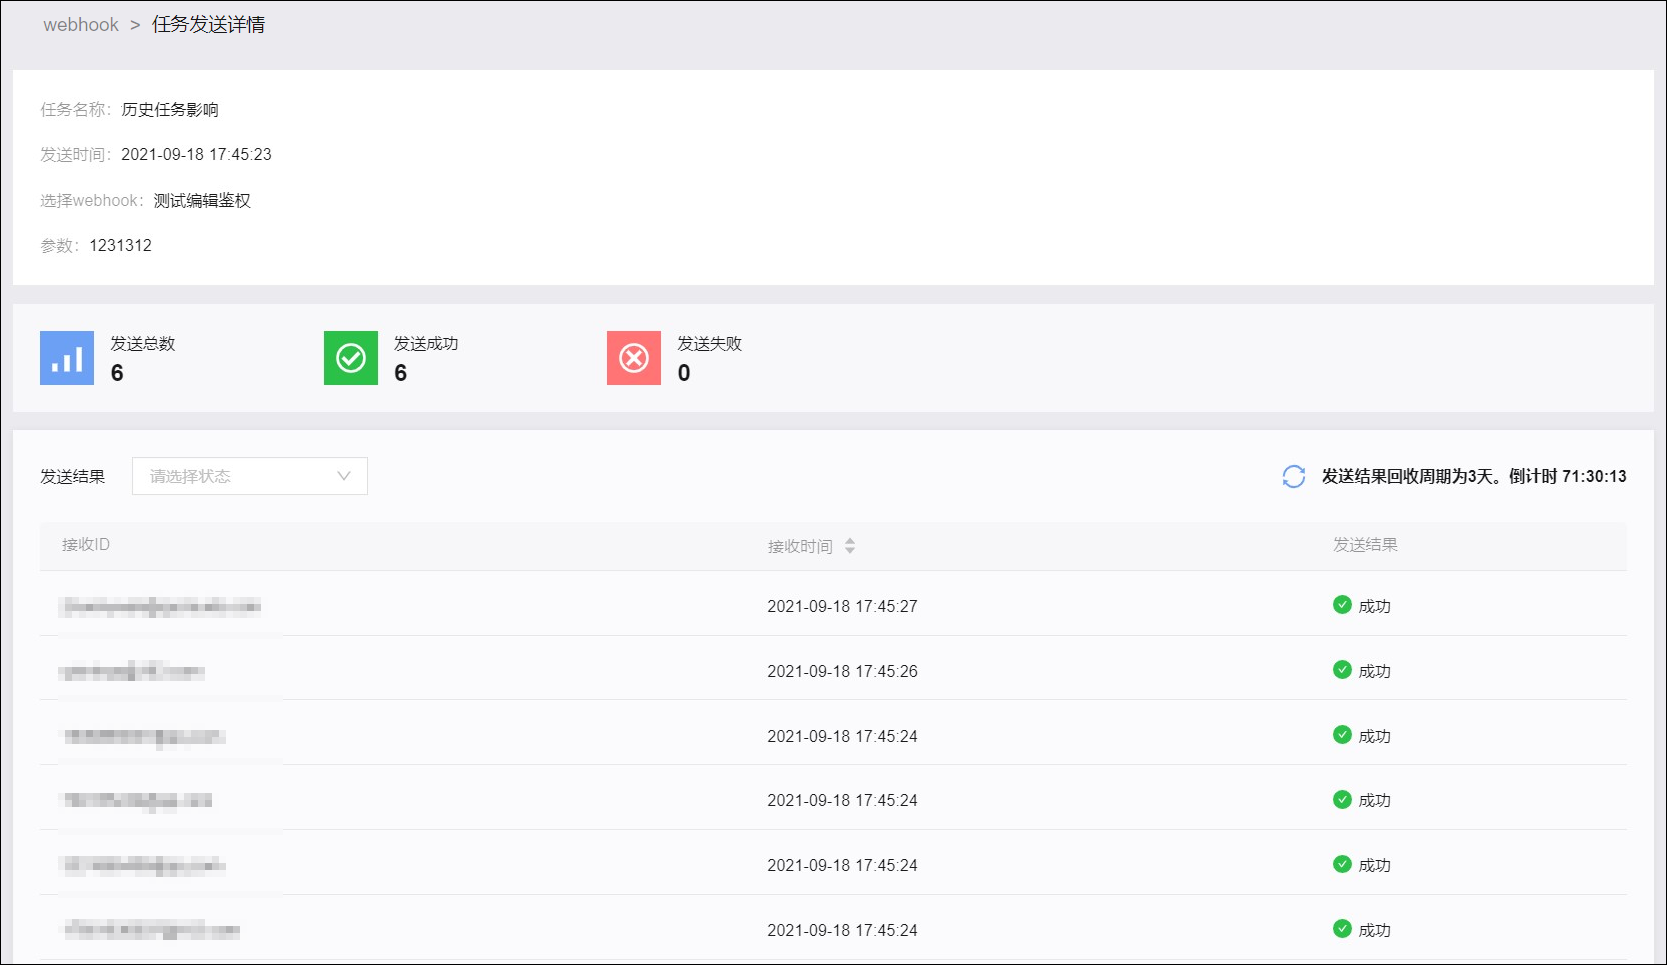 webhook > 任务发送详情
任务名称：历史任务影响
发送时间：2021-09-18 17:45:23
选择webhook：测试编辑鉴权
参数：1231312
发送总数
6
发送成功
6
发送失败
0
发送结果 请选择状态 发送结果回收周期为3天。倒计时 71:30:13
接收ID 接收时间 发送结果
2021-09-18 17:45:27 成功
2021-09-18 17:45:26 成功
2021-09-18 17:45:24 成功
2021-09-18 17:45:24 成功
2021-09-18 17:45:24 成功
2021-09-18 17:45:24 成功